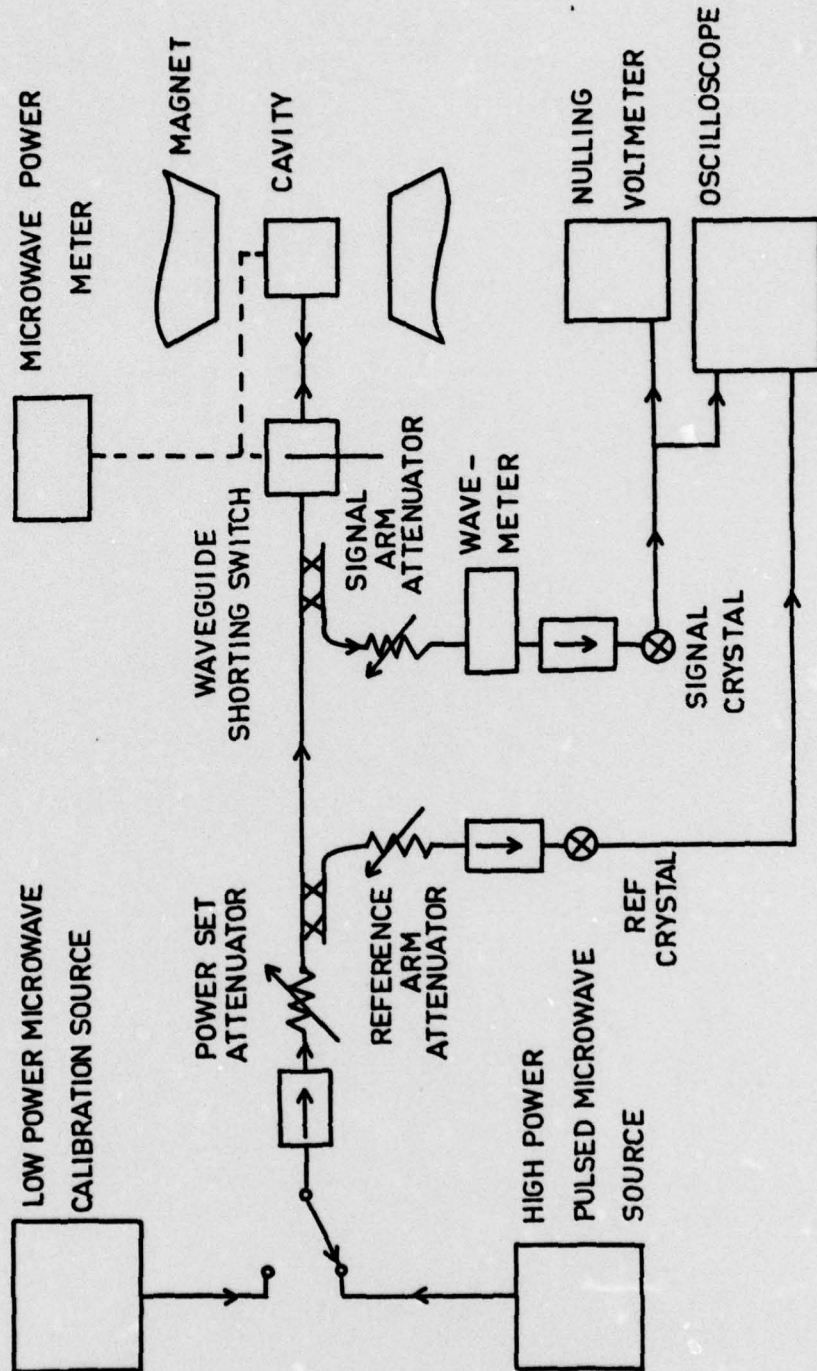 LOW POWER MICROWAVE
CALIBRATION SOURCE
POWER SET
ATTENUATOR
WAVEGUIDE
SHORTING SWITCH
MICROWAVE POWER
METER
MAGNET
CAVITY
SIGNAL
ARM
ATTENUATOR
REFERENCE
ARM
ATTENUATOR
WAVE-
METER
HIGH POWER
PULSED MICROWAVE
SOURCE
REF
CRYSTAL
SIGNAL
CRYSTAL
NULLING
VOLTMETER
OSCILLOSCOPE